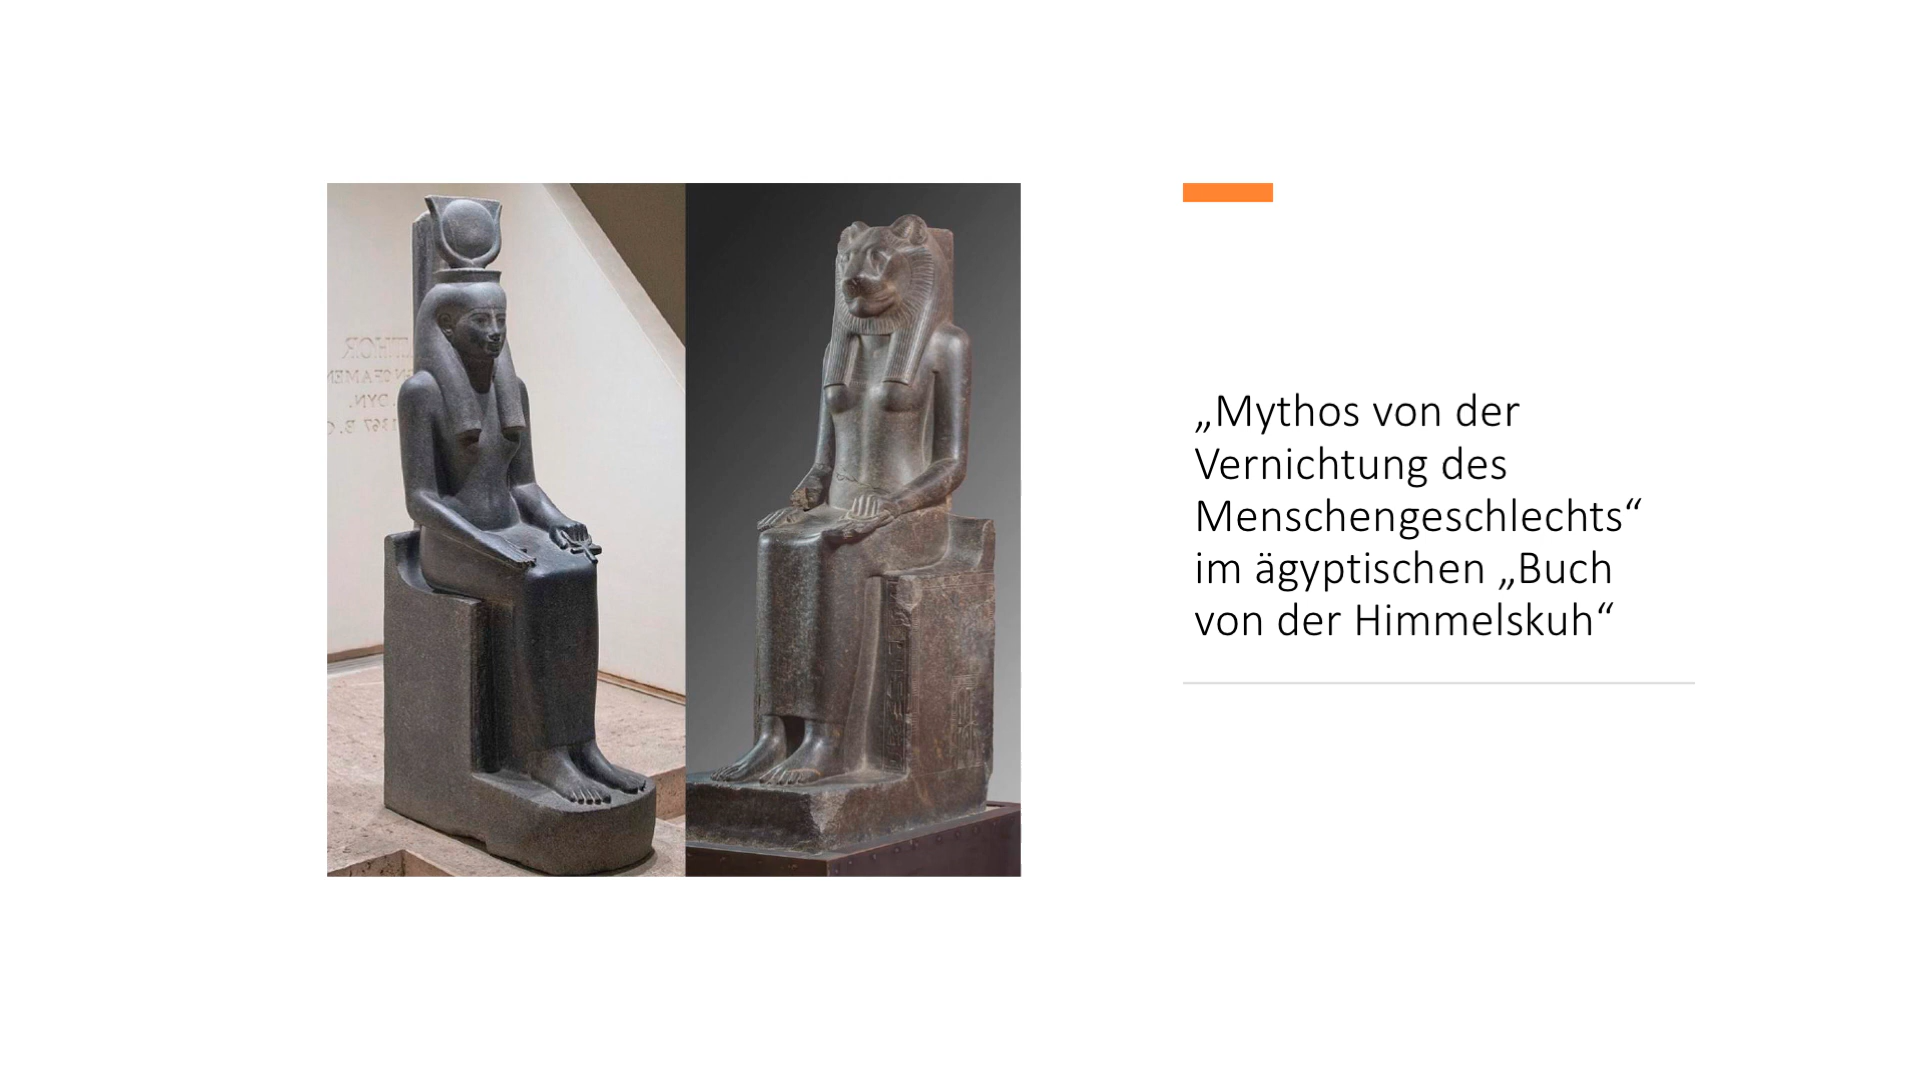 „Mythos von der
Vernichtung des
Menschengeschlechts“
im ägyptischen „Buch
von der Himmelskuh“